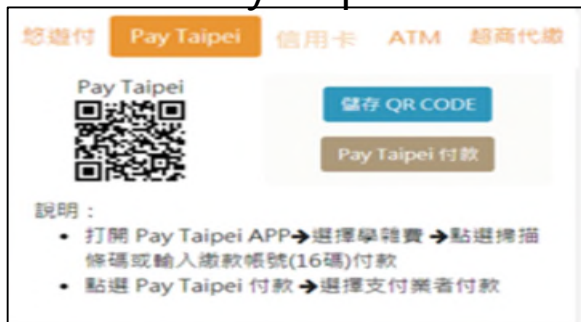 悠遊付 Pay Taipei 信用卡 ATM 超商代繳
Pay Taipei
儲存 QR CODE
Pay Taipei 付款
說明：
• 打開 Pay Taipei APP➔選擇學雜費 ➔點選掃描
條碼或輸入繳款帳號(16碼)付款
• 點選 Pay Taipei 付款 ➔選擇支付業者付款